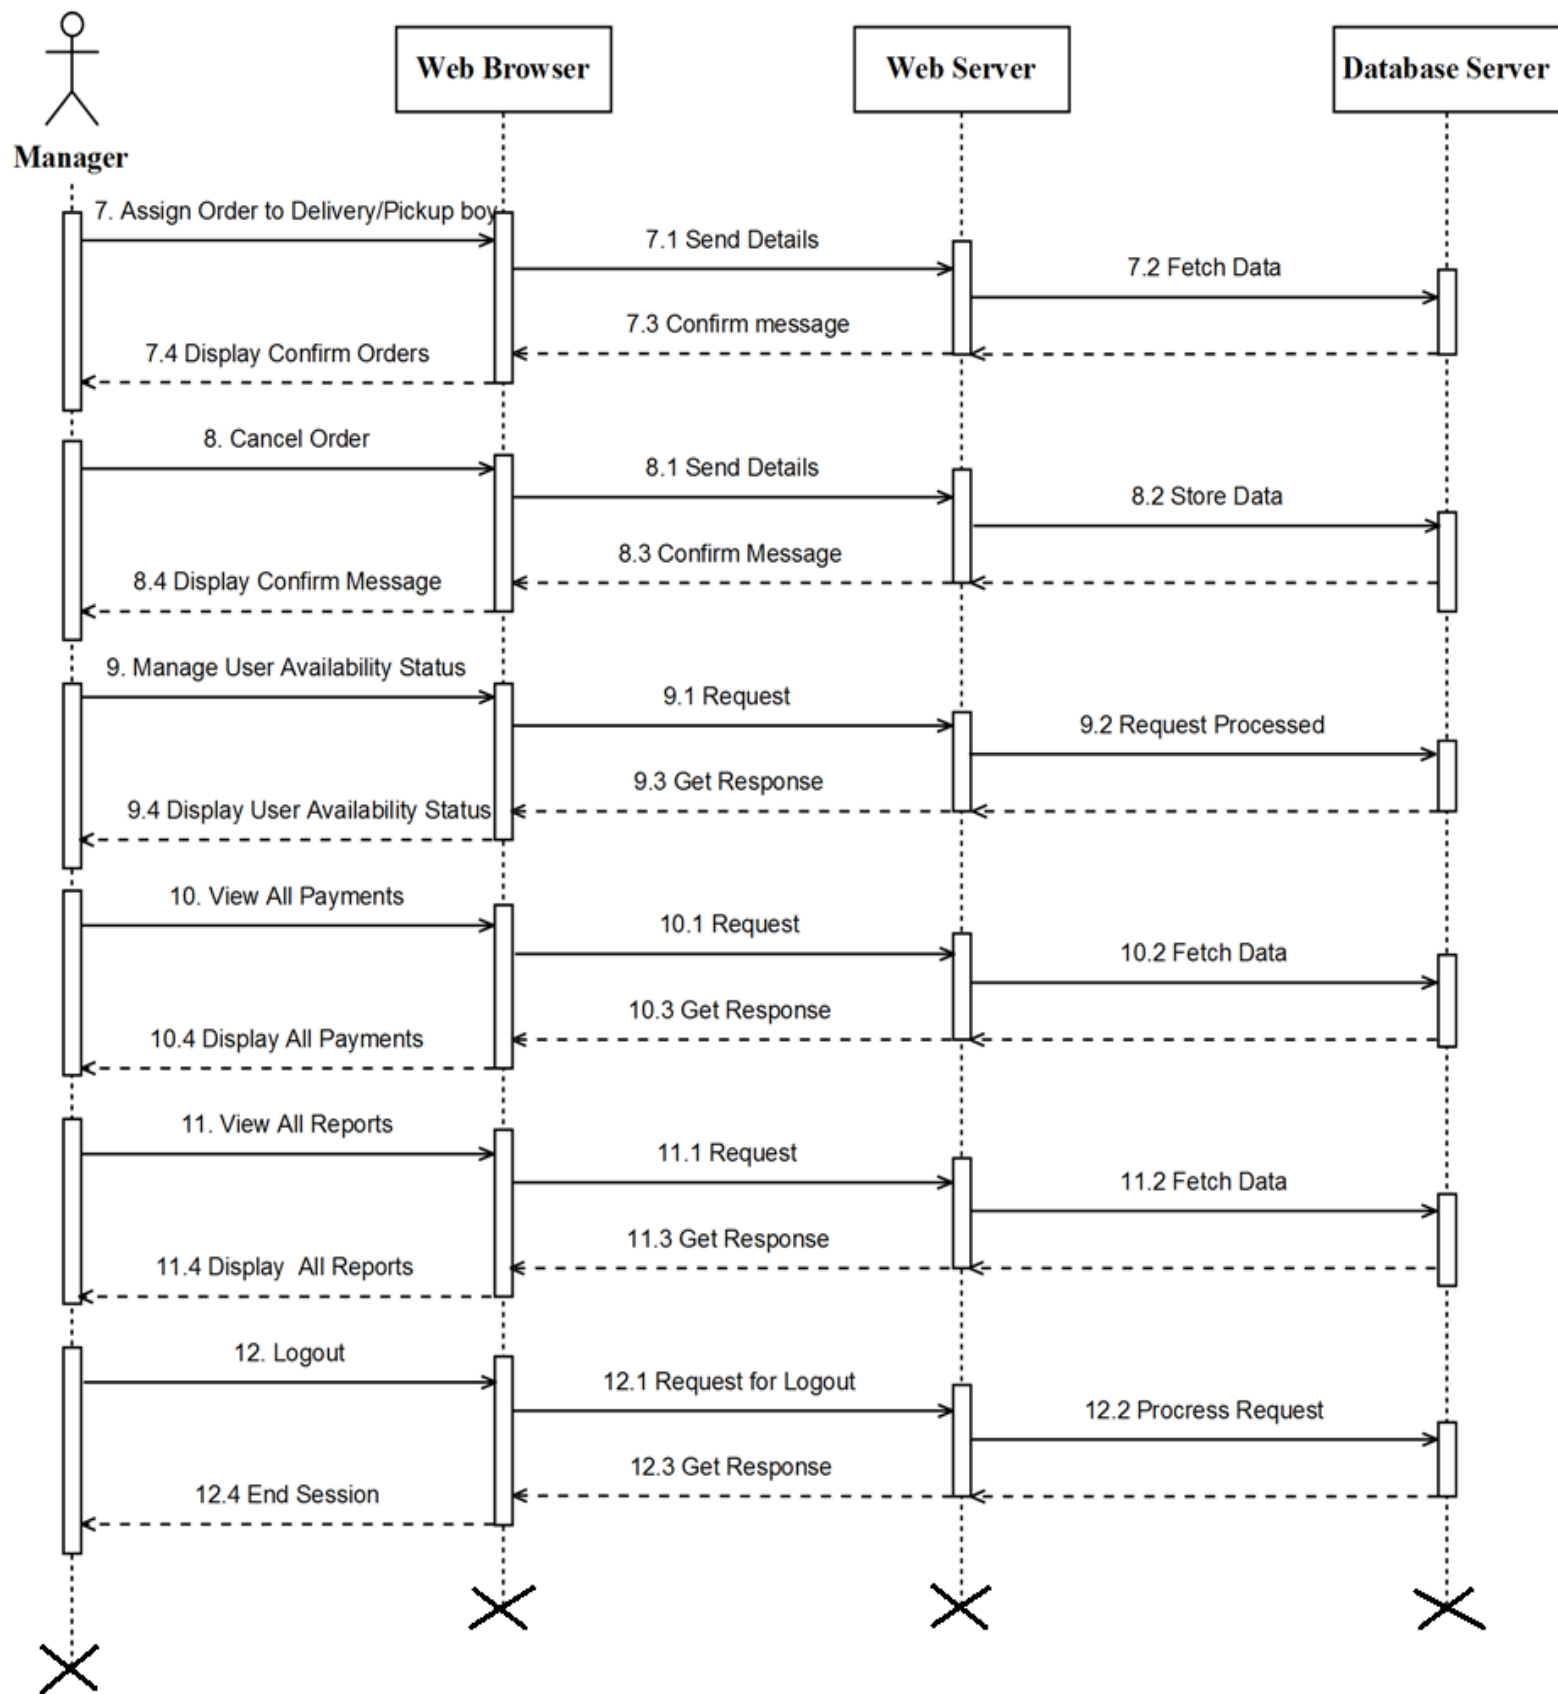 Web Browser
Web Server
Database Server
Manager
7. Assign Order to Delivery/Pickup boy
7.1 Send Details
7.2 Fetch Data
7.3 Confirm message
7.4 Display Confirm Orders
8. Cancel Order
8.1 Send Details
8.2 Store Data
8.3 Confirm Message
8.4 Display Confirm Message
9. Manage User Availability Status
9.1 Request
9.2 Request Processed
9.3 Get Response
9.4 Display User Availability Status
10. View All Payments
10.1 Request
10.2 Fetch Data
10.3 Get Response
10.4 Display All Payments
11. View All Reports
11.1 Request
11.2 Fetch Data
11.3 Get Response
11.4 Display  All Reports
12. Logout
12.1 Request for Logout
12.2 Procress Request
12.3 Get Response
12.4 End Session